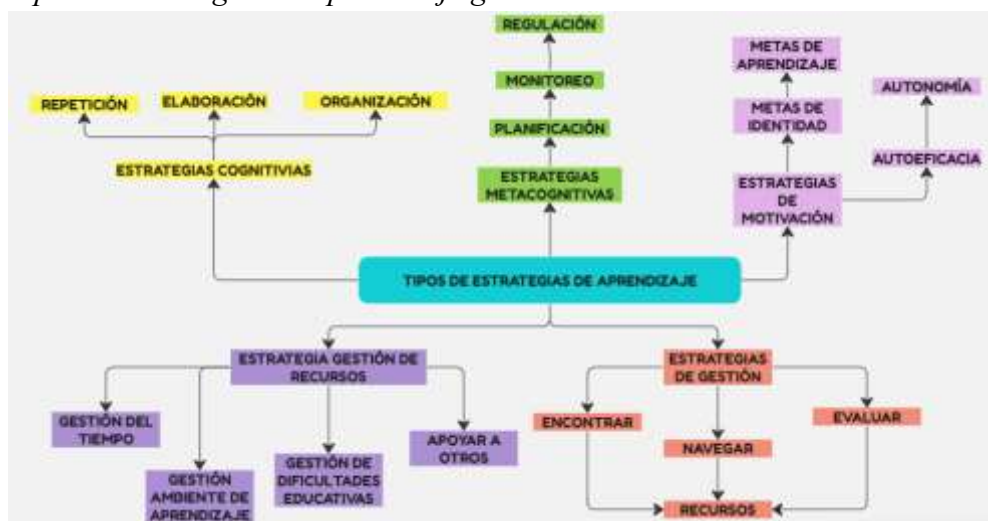 REGULACIÓN
MONITOREO
PLANIFICACIÓN
ESTRATEGIAS
METACOGNITIVAS
METAS DE
APRENDIZAJE
METAS DE
IDENTIDAD
ESTRATEGIAS
DE
MOTIVACIÓN
AUTONOMÍA
AUTOEFICACIA
REPETICIÓN
ELABORACIÓN
ORGANIZACIÓN
ESTRATEGIAS COGNITIVIAS
TIPOS DE ESTRATEGIAS DE APRENDIZAJE
ESTRATEGIA GESTIÓN DE
RECURSOS
GESTIÓN DEL
TIEMPO
GESTIÓN
AMBIENTE DE
APRENDIZAJE
GESTIÓN DE
DIFICULTADES
EDUCATIVAS
APOYAR A
OTROS
ESTRATEGIAS
DE GESTIÓN
ENCONTRAR
NAVEGAR
EVALUAR
RECURSOS